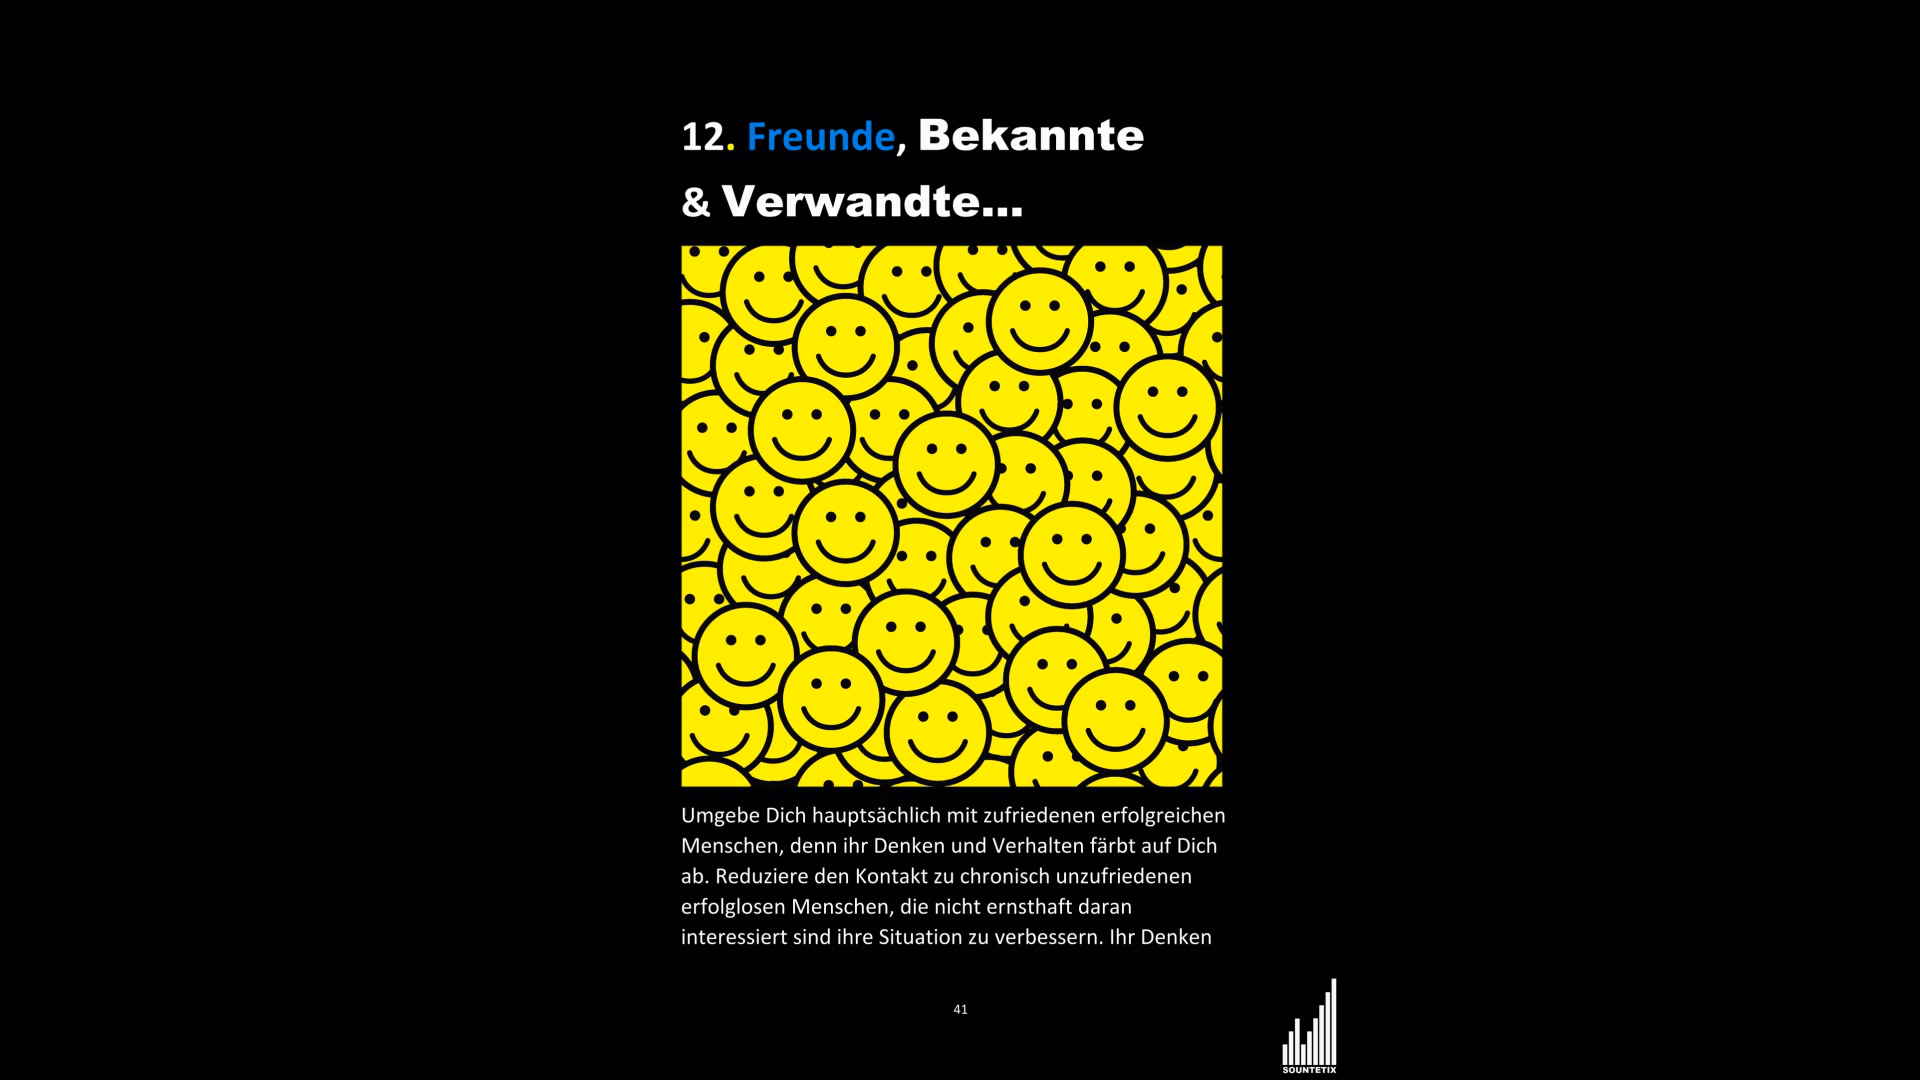 12. Freunde, Bekannte
& Verwandte...
Umgebe Dich hauptsächlich mit zufriedenen erfolgreichen
Menschen, denn ihr Denken und Verhalten färbt auf Dich
ab. Reduziere den Kontakt zu chronisch unzufriedenen
erfolglosen Menschen, die nicht ernsthaft daran
interessiert sind ihre Situation zu verbessern. Ihr Denken
41
SOUNTETIX